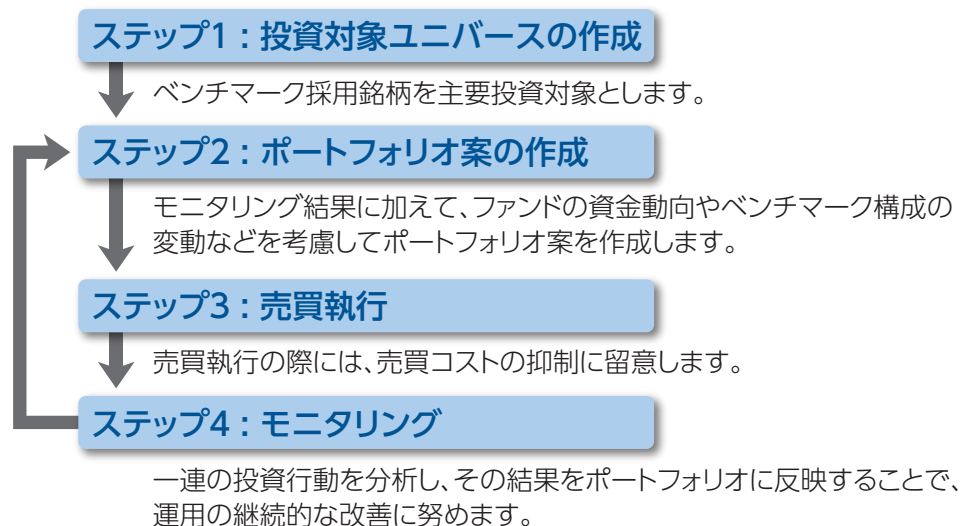 ステップ1：投資対象ユニバースの作成
ベンチマーク採用銘柄を主要投資対象とします。
ステップ2：ポートフォリオ案の作成
モニタリング結果に加えて、ファンドの資金動向やベンチマーク構成の
変動などを考慮してポートフォリオ案を作成します。
ステップ3：売買執行
売買執行の際には、売買コストの抑制に留意します。
ステップ4：モニタリング
一連の投資行動を分析し、その結果をポートフォリオに反映することで、
運用の継続的な改善に努めます。